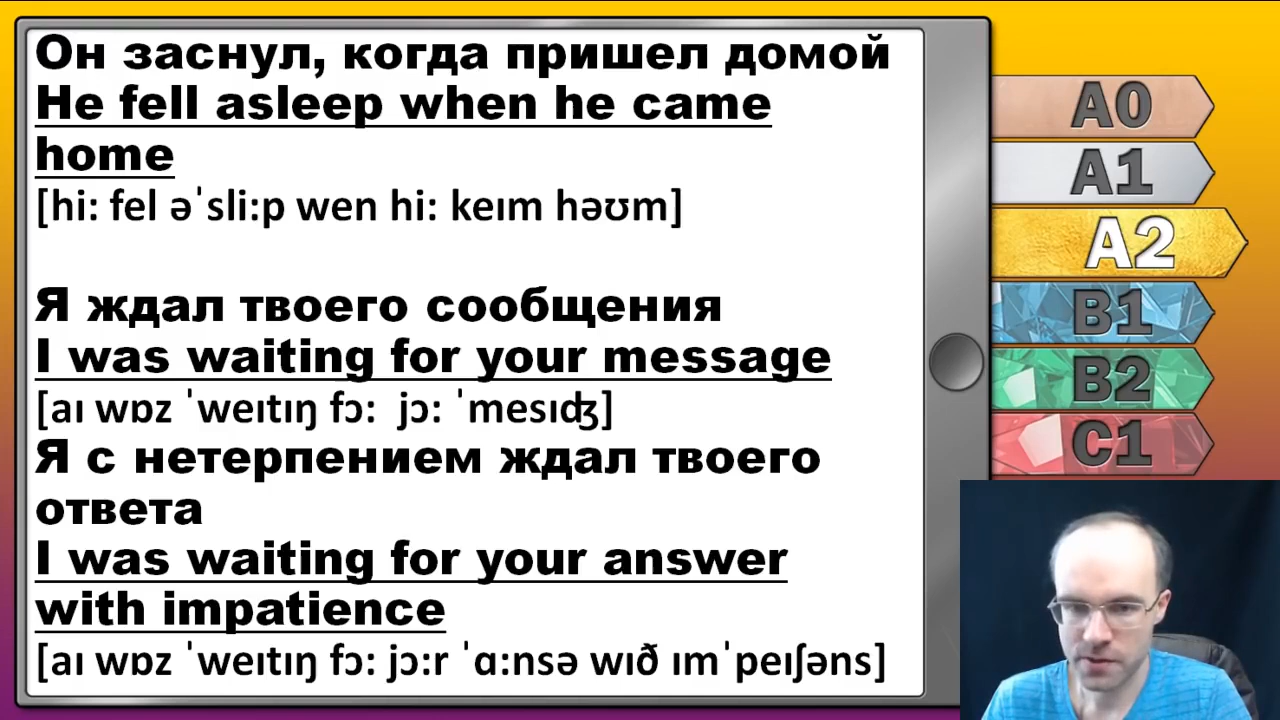 Он заснул, когда пришел домой
He fell asleep when he came
home
[hi: fel əˈsli:p wen hi: keɪm həʊm]
Я ждал твоего сообщения
I was waiting for your message
[aɪ wɒz ˈweɪtɪŋ fɔ: jɔ: ˈmesɪʤ]
Я с нетерпением ждал твоего
ответа
I was waiting for your answer
with impatience
[aɪ wɒz ˈweɪtɪŋ fɔ: jɔ:r ˈɑ:nsə wɪð ɪmˈpeɪʃəns]
A0
A1
A2
B1
B2
C1